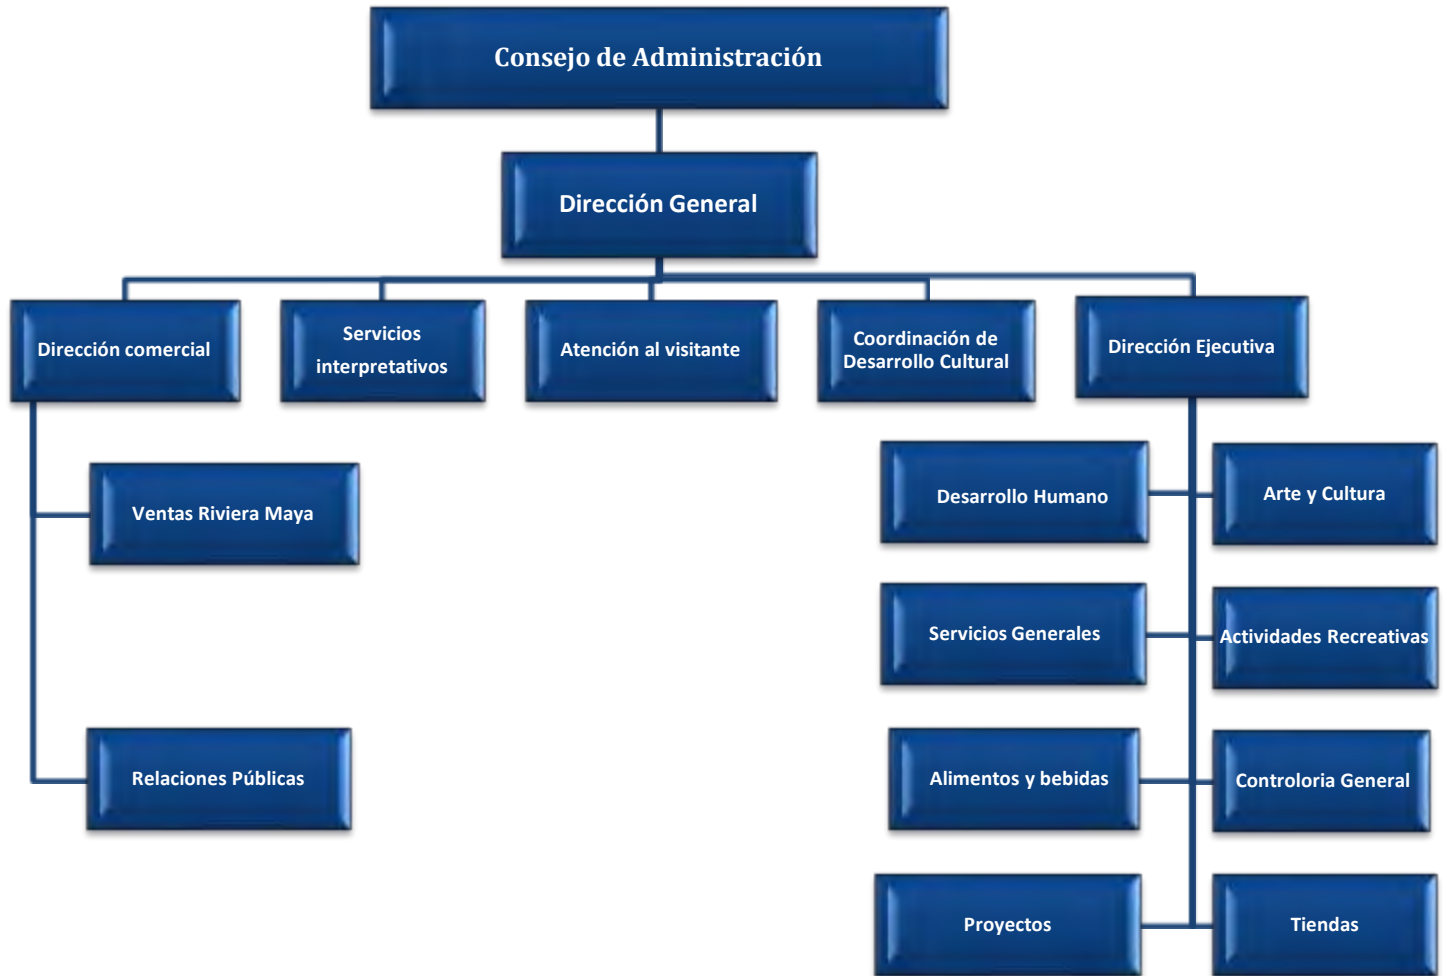 Consejo de Administración
Dirección General
Dirección comercial
Servicios
interpretativos
Atención al visitante
Coordinación de
Desarrollo Cultural
Dirección Ejecutiva
Ventas Riviera Maya
Relaciones Públicas
Desarrollo Humano
Arte y Cultura
Servicios Generales
Actividades Recreativas
Alimentos y bebidas
Controloria General
Proyectos
Tiendas